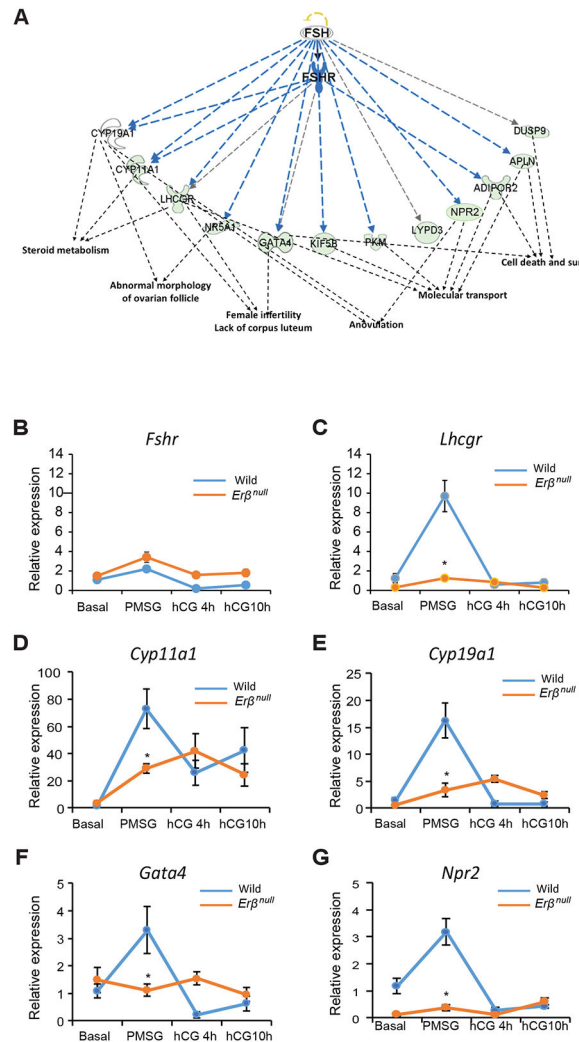 A
FSH
FSHR
CYP19A1
DUSP9
CYP11A1
APLN
LHCGR
ADIPOR2
NR5A1
NPR2
GATA4
KIF5B
PKM
LYPD3
Steroid metabolism
Cell death and sur
Abnormal morphology
of ovarian follicle
Molecular transport
Female infertility
Lack of corpus luteum
Anovulation
B
Fshr
Relative expression
14
12
10
8
6
4
2
0
Wild
Erβnull
Basal PMSG hCG 4h hCG10h
C
Lhcgr
Relative expression
14
12
10
8
6
4
2
0
Wild
Erβnull
*
Basal PMSG hCG 4h hCG10h
D
Cyp11a1
Relative expression
100
80
60
40
20
0
Wild
Erβnull
*
Basal PMSG hCG 4h hCG10h
E
Cyp19a1
Relative expression
25
20
15
10
5
0
Wild
Erβnull
*
Basal PMSG hCG 4h hCG10h
F
Gata4
Relative expression
5
4
3
2
1
0
Wild
Erβnull
*
Basal PMSG hCG 4h hCG10h
G
Npr2
Relative expression
5
4
3
2
1
0
Wild
Erβnull
*
Basal PMSG hCG 4h hCG10h